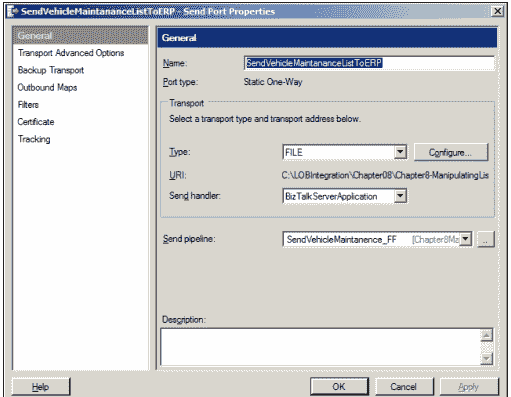 SendVehicleMaintananceListToERP - Send Port Properties
General
Transport Advanced Options
Backup Transport
Outbound Maps
Filters
Certificate
Tracking
General
Name: SendVehicleMaintananceListToERP
Port type: Static One-Way
Transport
Select a transport type and transport address below.
Type: FILE Configure...
URI: C:\LOBIntegration\Chapter08\Chapter8-ManipulatingLis
Send handler: BizTalkServerApplication
Send pipeline: SendVehicleMaintanence_FF [Chapter8Ma ...
Description:
Help OK Cancel Apply